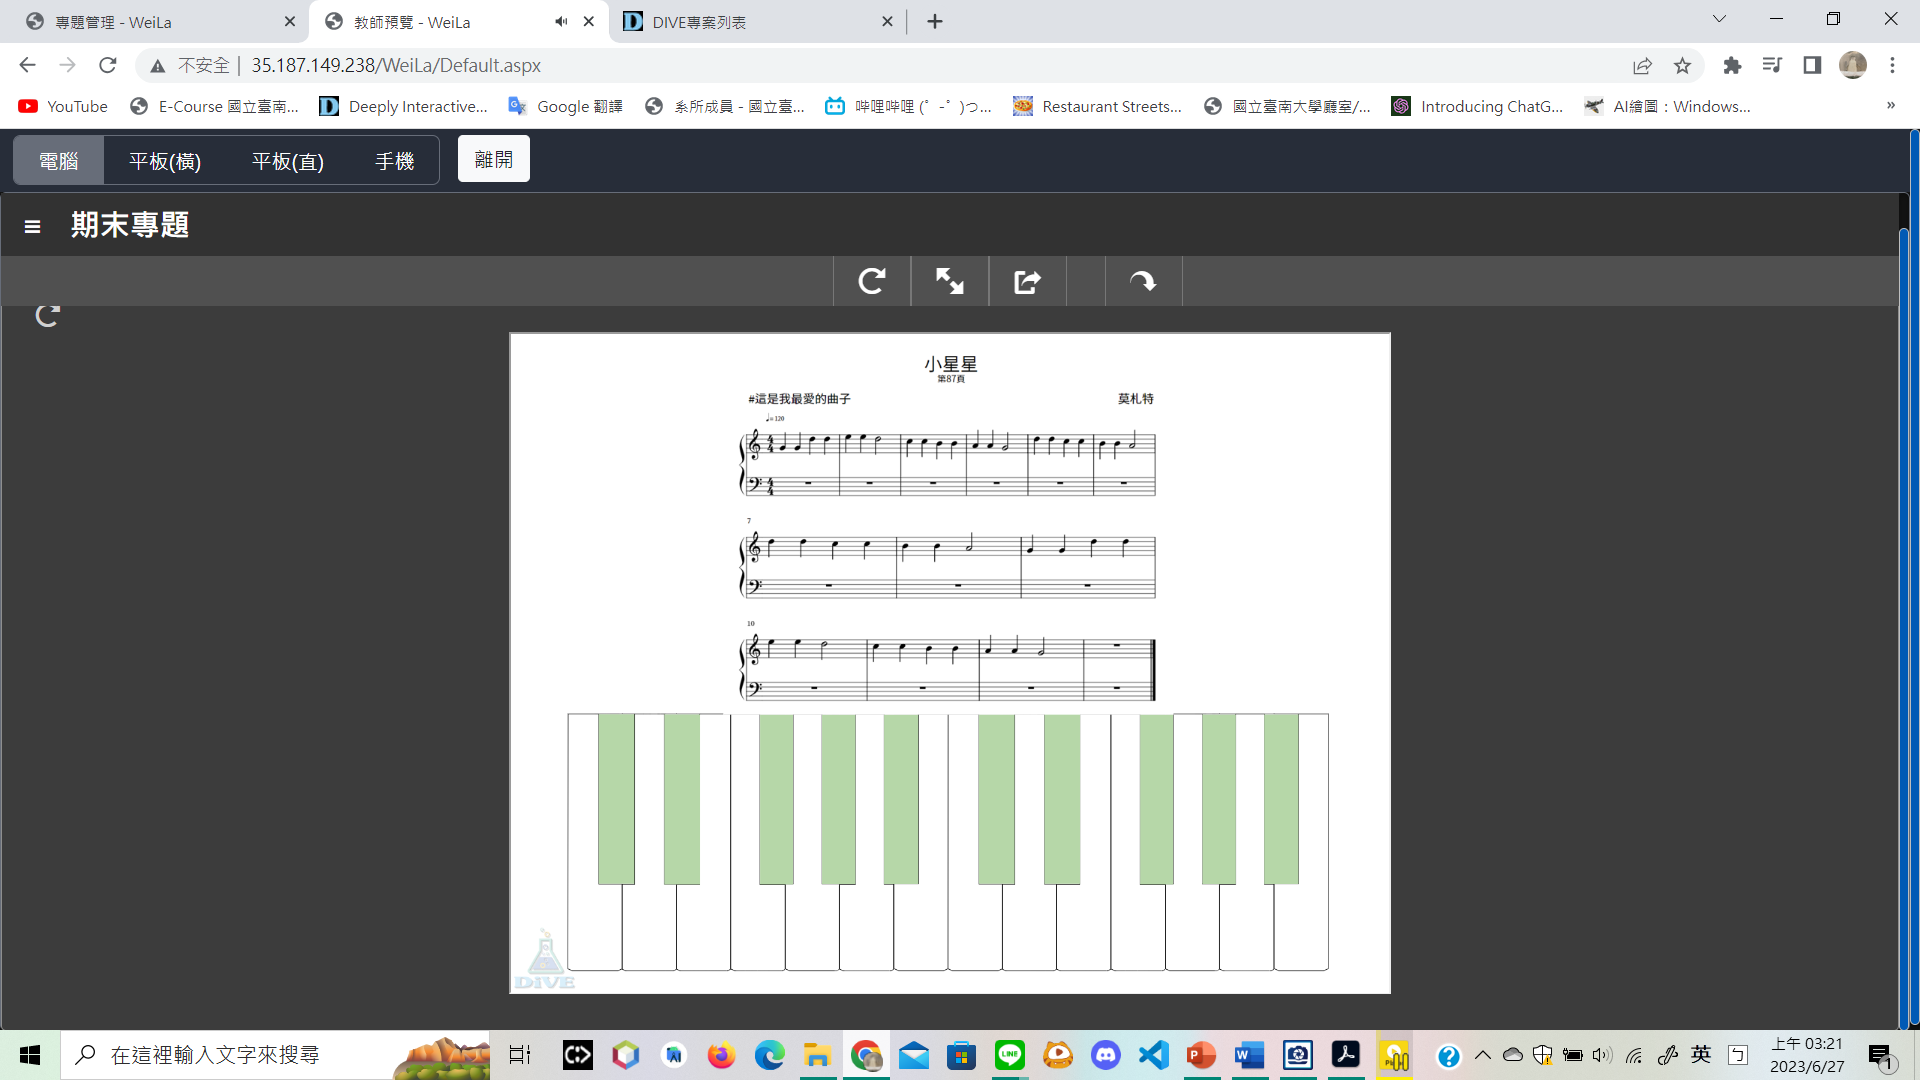 專題管理 - WeiLa
教師預覽 - WeiLa
DIVE專案列表
不安全 | 35.187.149.238/WeiLa/Default.aspx
YouTube
E-Course 國立臺南...
Deeply Interactive...
Google 翻譯
系所成員 - 國立臺...
嗶哩嗶哩 (゜-゜)つ...
Restaurant Streets...
國立臺南大學廳室/...
Introducing ChatG...
AI繪圖：Windows...
»
電腦
平板(橫)
平板(直)
手機
離開
期末專題
小星星
第87頁
#這是我最愛的曲子
莫札特
♩= 120
7
10
DiVE
在這裡輸入文字來搜尋
英
ㄅ
上午 03:21
2023/6/27
1